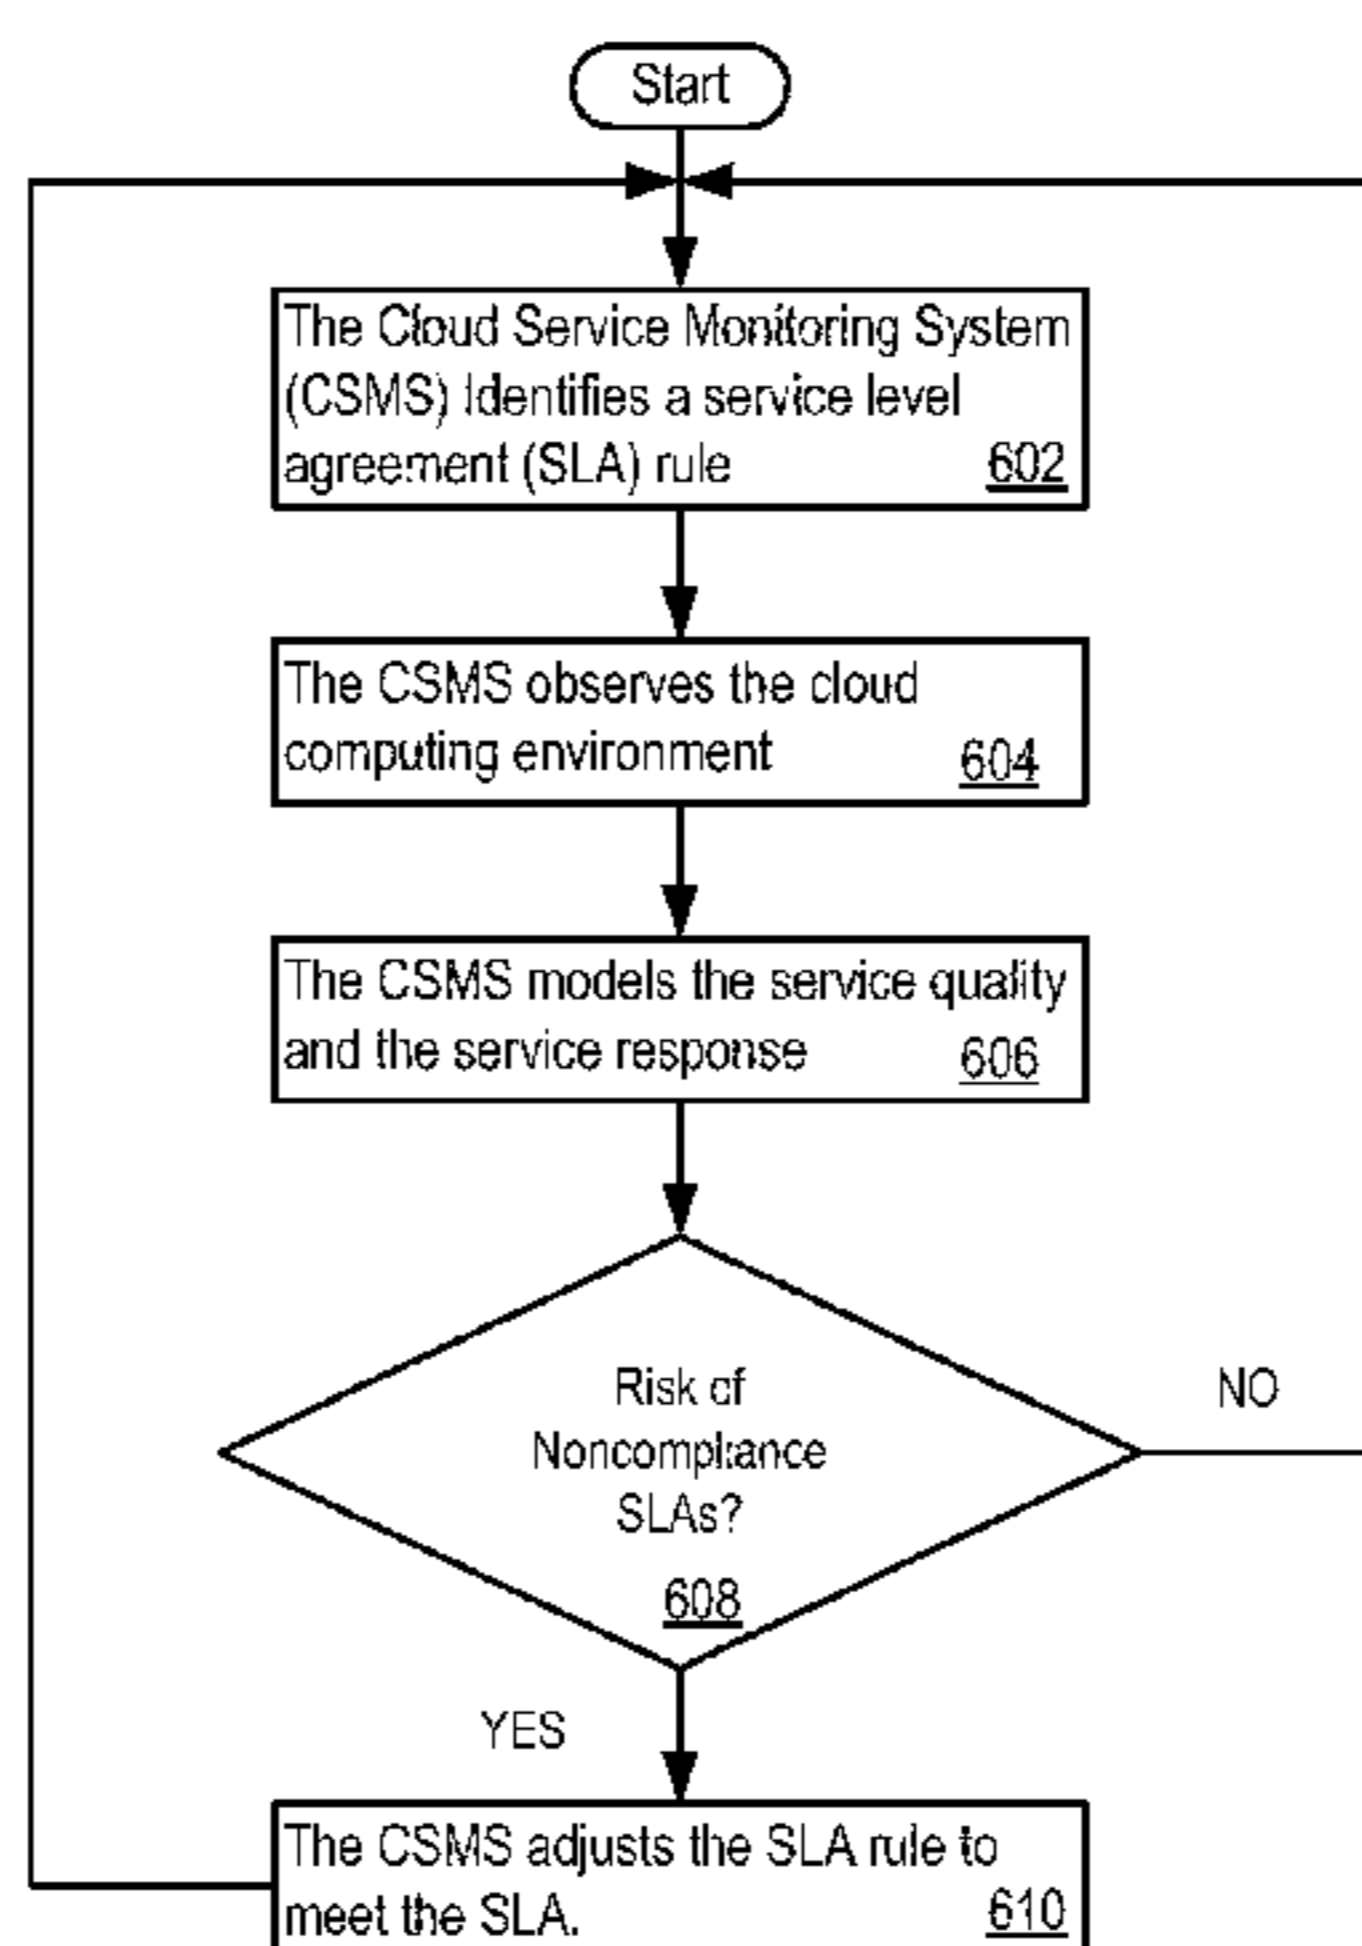 Start
The Cloud Service Monitoring System
(CSMS) Identifies a service level
agreement (SLA) rule 602
The CSMS observes the cloud
computing environment 604
The CSMS models the service quality
and the service response 606
Risk of
Noncompliance
SLAs?
608
NO
YES
The CSMS adjusts the SLA rule to
meet the SLA. 610